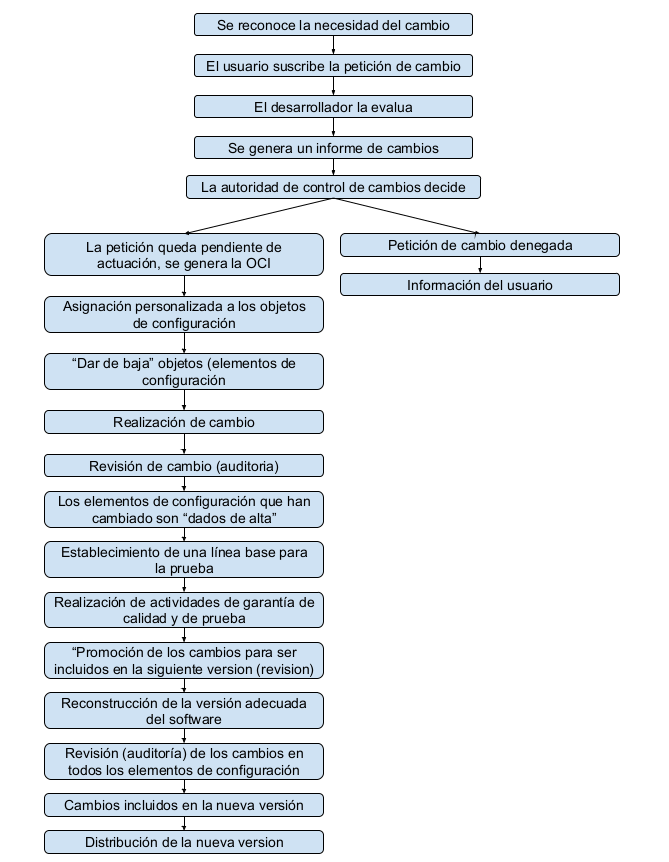 Se reconoce la necesidad del cambio
El usuario suscribe la petición de cambio
El desarrollador la evalua
Se genera un informe de cambios
La autoridad de control de cambios decide
La petición queda pendiente de
actuación, se genera la OCI
Petición de cambio denegada
Información del usuario
Asignación personalizada a los objetos
de configuración
“Dar de baja” objetos (elementos de
configuración
Realización de cambio
Revisión de cambio (auditoria)
Los elementos de configuración que han
cambiado son “dados de alta”
Establecimiento de una línea base para
la prueba
Realización de actividades de garantía de
calidad y de prueba
“Promoción de los cambios para ser
incluidos en la siguiente version (revision)
Reconstrucción de la versión adecuada
del software
Revisión (auditoría) de los cambios en
todos los elementos de configuración
Cambios incluidos en la nueva versión
Distribución de la nueva version